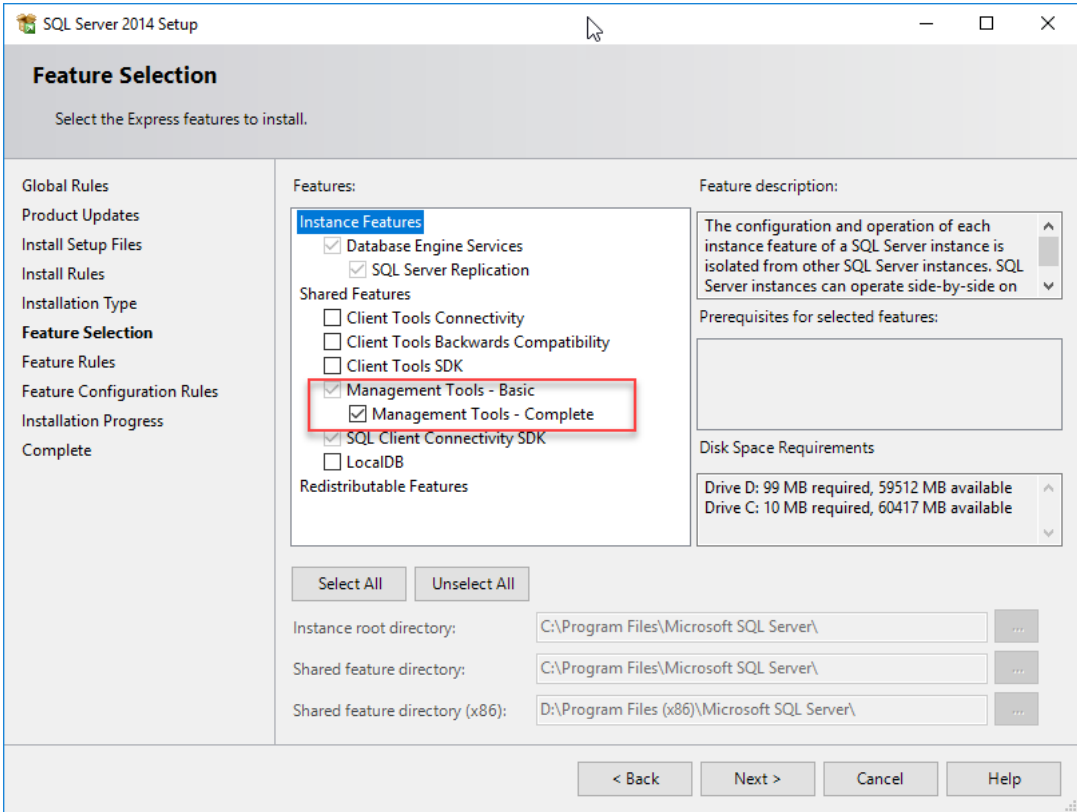 SQL Server 2014 Setup
Feature Selection
Select the Express features to install.
Global Rules
Product Updates
Install Setup Files
Install Rules
Installation Type
Feature Selection
Feature Rules
Feature Configuration Rules
Installation Progress
Complete
Features:
Instance Features
Database Engine Services
SQL Server Replication
Shared Features
Client Tools Connectivity
Client Tools Backwards Compatibility
Client Tools SDK
Management Tools - Basic
Management Tools - Complete
SQL Client Connectivity SDK
LocalDB
Redistributable Features
Feature description:
The configuration and operation of each
instance feature of a SQL Server instance is
isolated from other SQL Server instances. SQL
Server instances can operate side-by-side on
Prerequisites for selected features:
Disk Space Requirements
Drive D: 99 MB required, 59512 MB available
Drive C: 10 MB required, 60417 MB available
Select All
Unselect All
Instance root directory:
C:\Program Files\Microsoft SQL Server\
...
Shared feature directory:
C:\Program Files\Microsoft SQL Server\
...
Shared feature directory (x86):
D:\Program Files (x86)\Microsoft SQL Server\
...
< Back
Next >
Cancel
Help